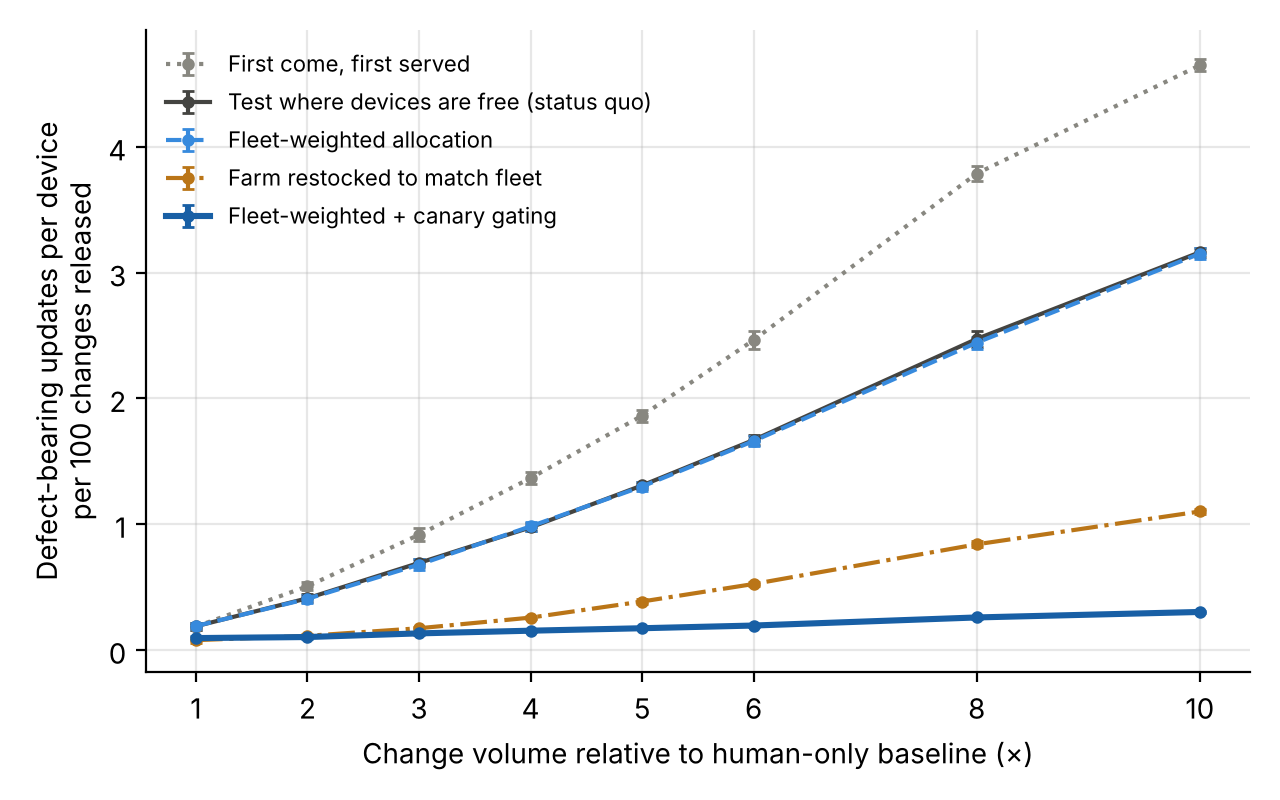 First come, first served
Test where devices are free (status quo)
Fleet-weighted allocation
Farm restocked to match fleet
Fleet-weighted + canary gating
Defect-bearing updates per device
per 100 changes released
4
3
2
1
0
1 2 3 4 5 6 8 10
Change volume relative to human-only baseline (×)